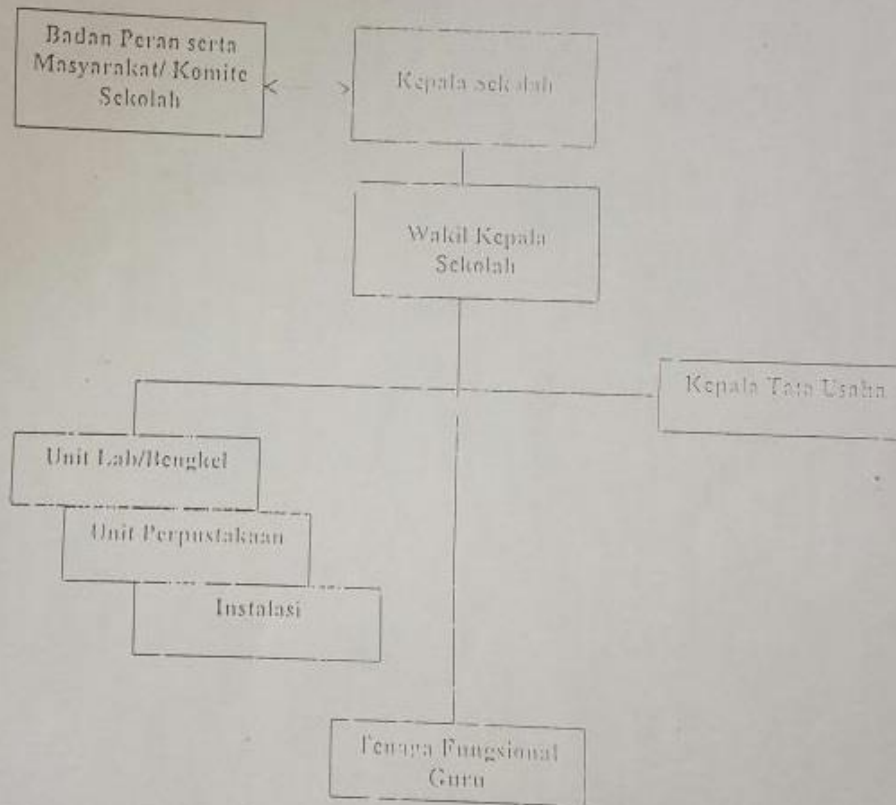 Badan Peran serta
Masyarakat/ Komite
Sekolah
Kepala Sekolah
Wakil Kepala
Sekolah
Kepala Tata Usaha
Unit Lab/Bengkel
Unit Perpustakaan
Instalasi
Tenaga Fungsional
Guru